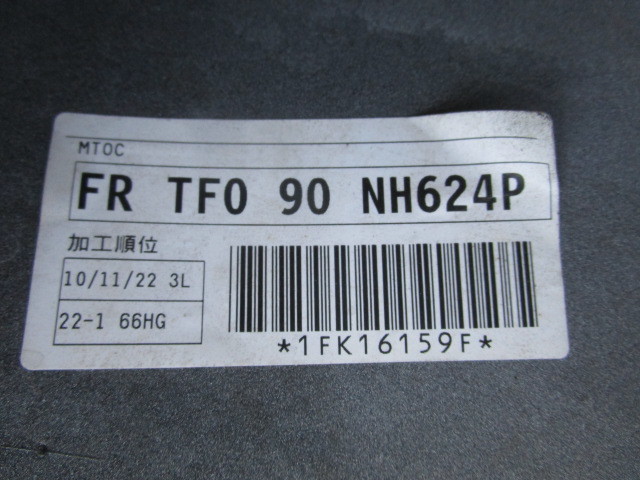 MTOC
FR TF0 90 NH624P
加工順位
10/11/22 3L
22-1 66HG
*1FK16159F*